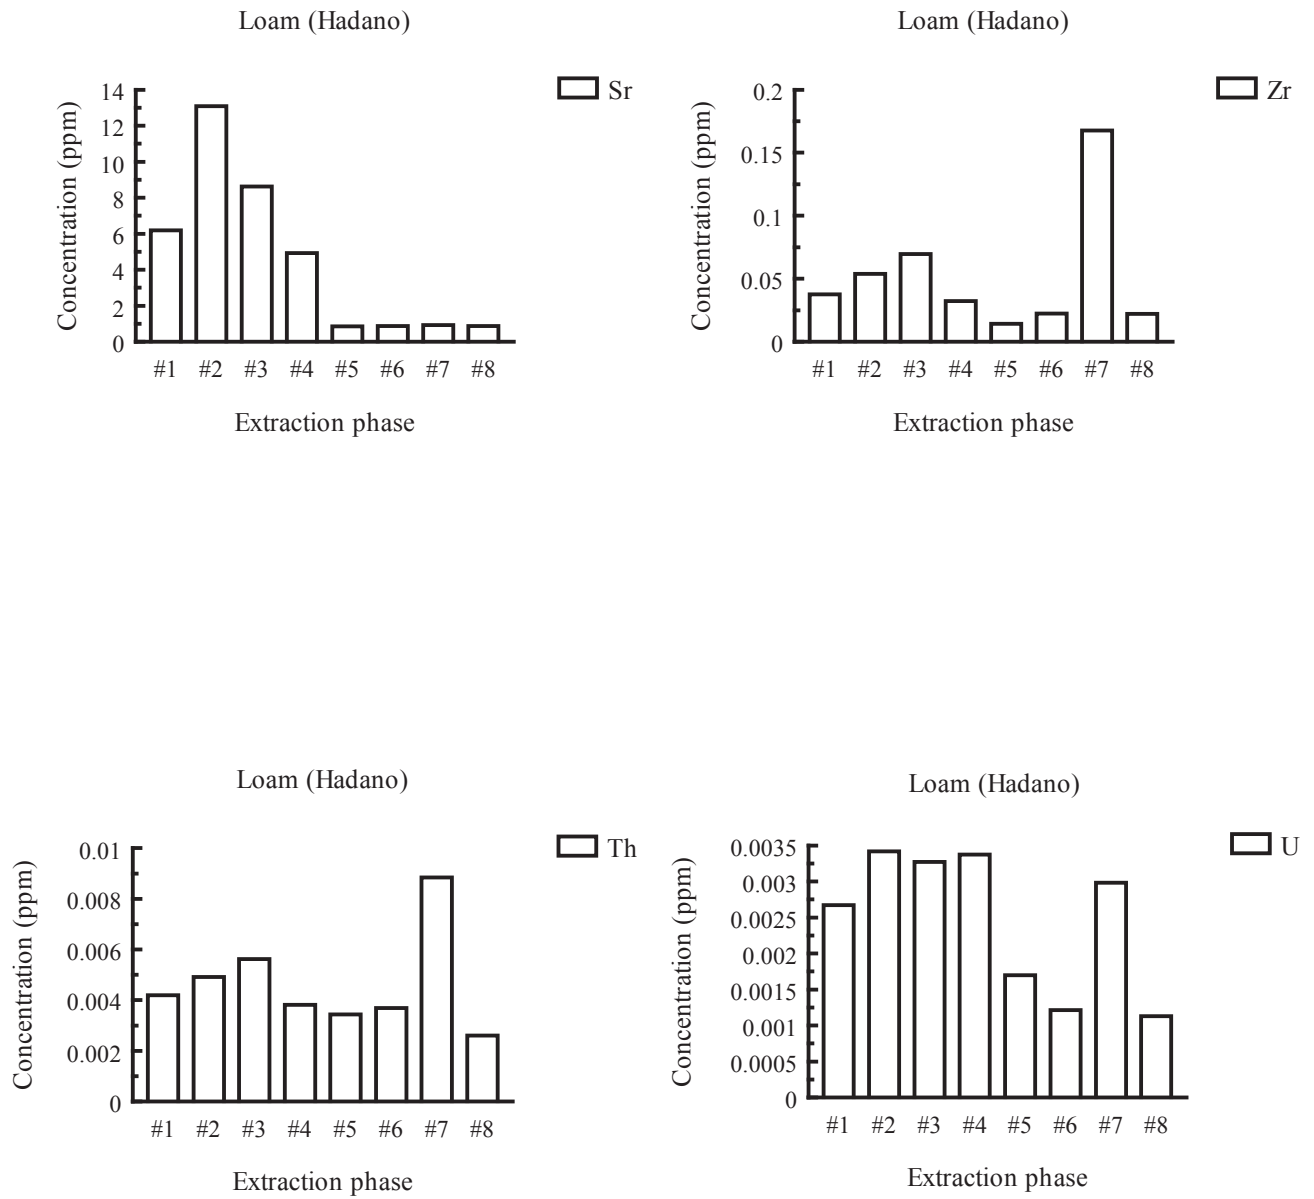 Loam (Hadano)
Sr
Concentration (ppm)
14
12
10
8
6
4
2
0
#1 #2 #3 #4 #5 #6 #7 #8
Extraction phase
Loam (Hadano)
Zr
Concentration (ppm)
0.2
0.15
0.1
0.05
0
#1 #2 #3 #4 #5 #6 #7 #8
Extraction phase
Loam (Hadano)
Th
Concentration (ppm)
0.01
0.008
0.006
0.004
0.002
0
#1 #2 #3 #4 #5 #6 #7 #8
Extraction phase
Loam (Hadano)
U
Concentration (ppm)
0.0035
0.003
0.0025
0.002
0.0015
0.001
0.0005
0
#1 #2 #3 #4 #5 #6 #7 #8
Extraction phase